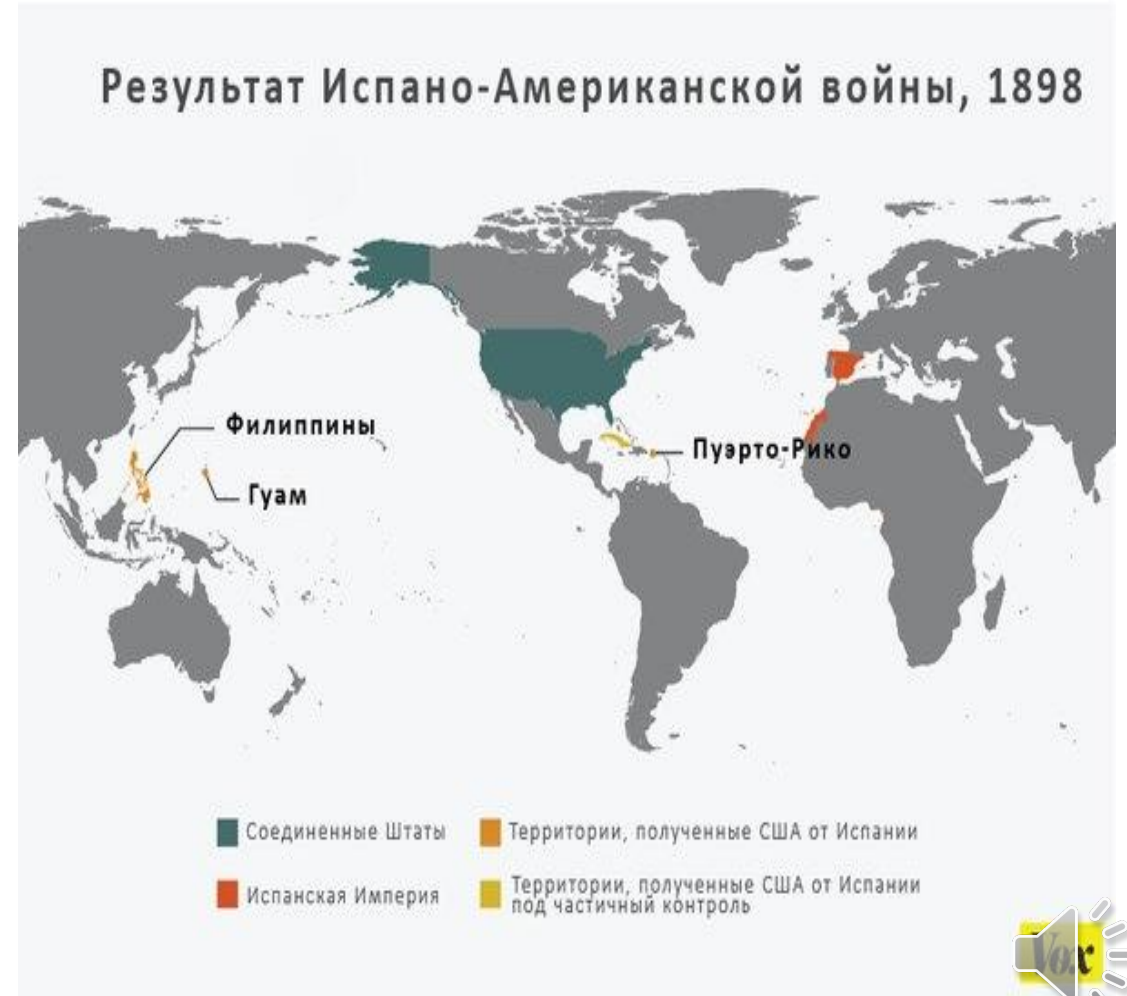 Результат Испано-Американской войны, 1898
Филиппины
Гуам
Пуэрто-Рико
Соединенные Штаты
Территории, полученные США от Испании
Испанская Империя
Территории, полученные США от Испании
под частичный контроль
Vox